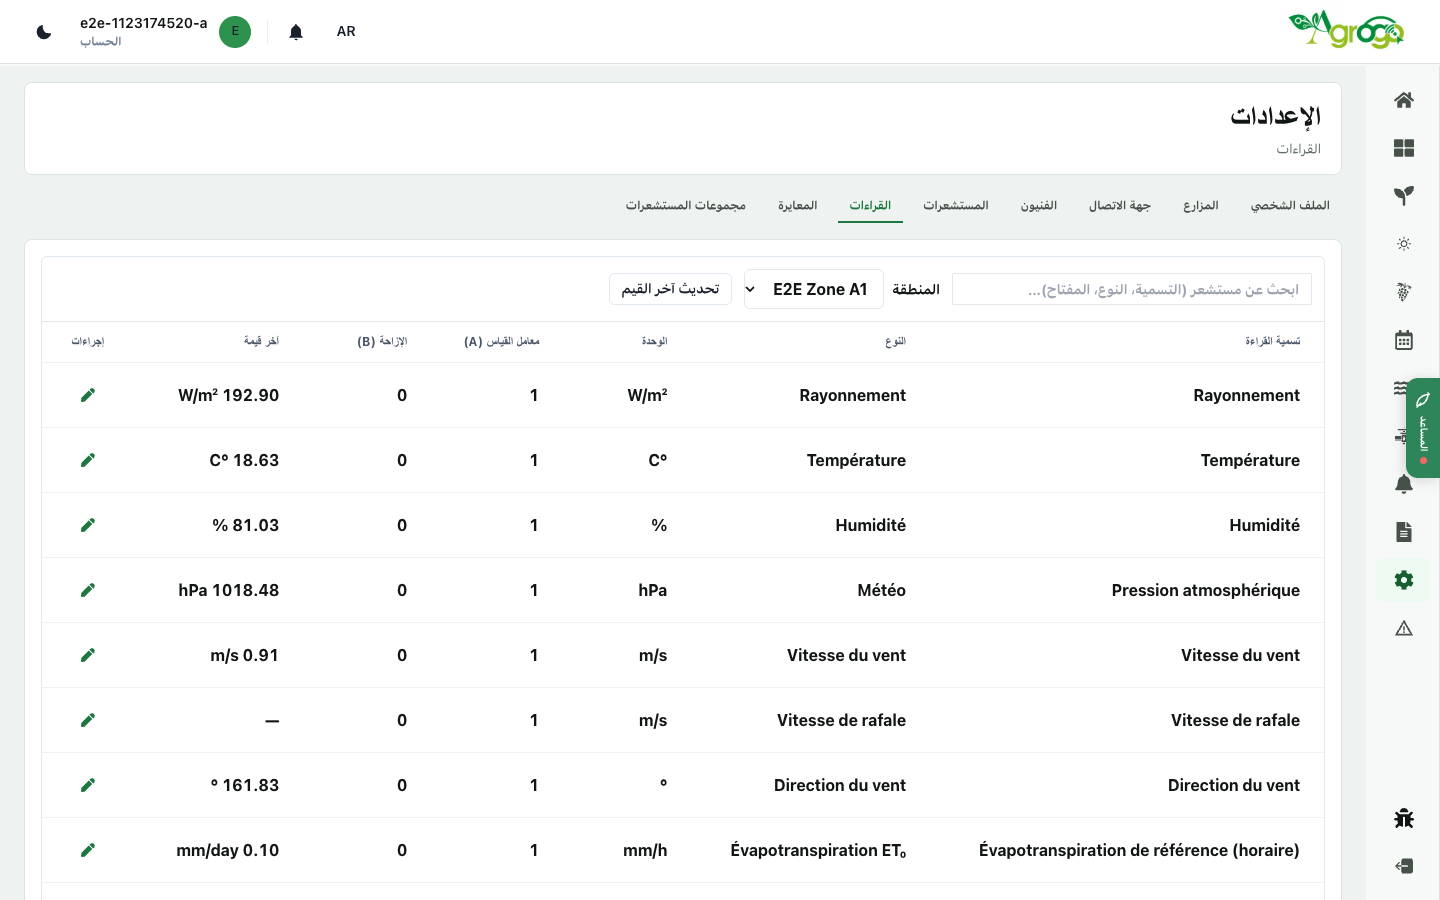 e2e-1123174520-a
الحساب
E
AR
Agrogo
الإعدادات
القراءات
الملف الشخصي
المزارع
جهة الاتصال
الفنيون
المستشعرات
القراءات
المعايرة
مجموعات المستشعرات
ابحث عن مستشعر (التسمية، النوع، المفتاح)...
المنطقة
E2E Zone A1
تحديث آخر القيم
تسمية القراءة النوع الوحدة معامل القياس (A) الإزاحة (B) آخر قيمة إجراءات
Rayonnement Rayonnement W/m² 1 0 W/m² 192.90
Température Température C° 1 0 C° 18.63
Humidité Humidité % 1 0 % 81.03
Pression atmosphérique Météo hPa 1 0 hPa 1018.48
Vitesse du vent Vitesse du vent m/s 1 0 m/s 0.91
Vitesse de rafale Vitesse de rafale m/s 1 0 —
Direction du vent Direction du vent ° 1 0 ° 161.83
Évapotranspiration de référence (horaire) Évapotranspiration ET₀ mm/h 1 0 mm/day 0.10
المساعد